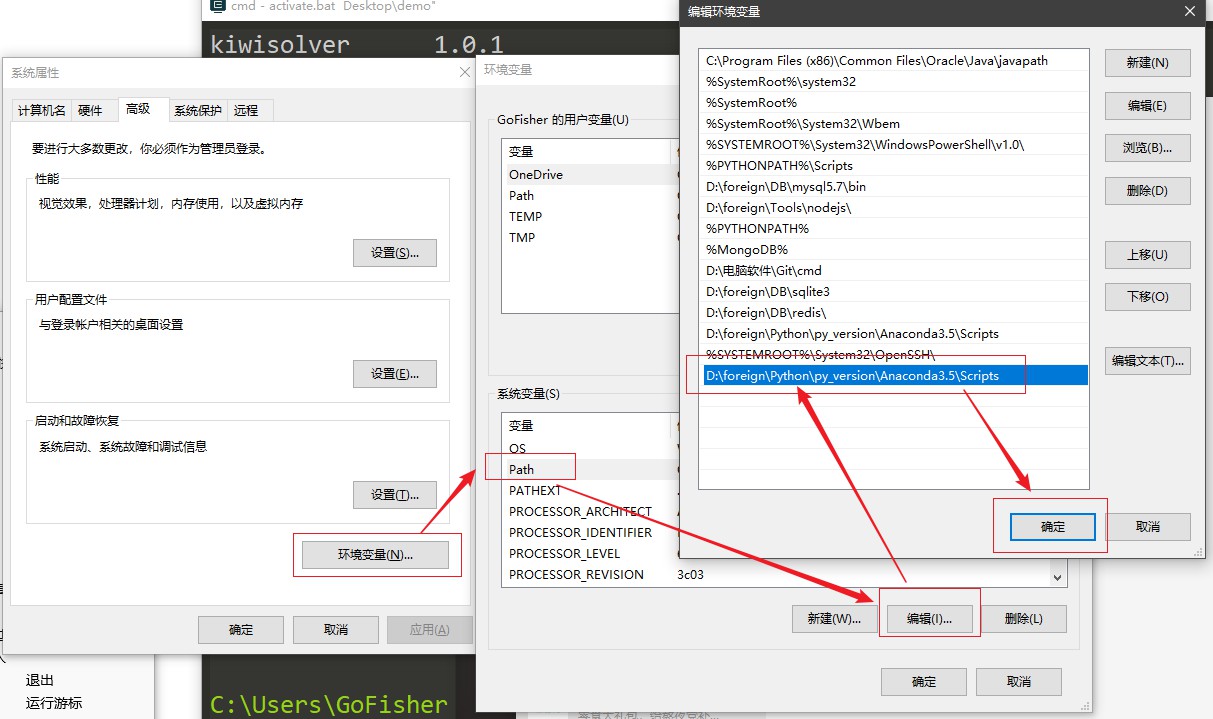 cmd - activate.bat  Desktop\demo"
kiwisolver 1.0.1
系统属性
计算机名
硬件
高级
系统保护
远程
要进行大多数更改，你必须作为管理员登录。
性能
视觉效果，处理器计划，内存使用，以及虚拟内存
设置(S)...
用户配置文件
与登录帐户相关的桌面设置
设置(E)...
启动和故障恢复
系统启动、系统故障和调试信息
设置(T)...
环境变量(N)...
确定
取消
应用(A)
退出
运行游标
C:\Users\GoFisher
环境变量
GoFisher 的用户变量(U)
变量
OneDrive
Path
TEMP
TMP
系统变量(S)
变量
OS
Path
PATHEXT
PROCESSOR_ARCHITECT
PROCESSOR_IDENTIFIER
PROCESSOR_LEVEL
PROCESSOR_REVISION 3c03
新建(W)...
编辑(I)...
删除(L)
确定
取消
编辑环境变量
C:\Program Files (x86)\Common Files\Oracle\Java\javapath
%SystemRoot%\system32
%SystemRoot%
%SystemRoot%\System32\Wbem
%SYSTEMROOT%\System32\WindowsPowerShell\v1.0\
%PYTHONPATH%\Scripts
D:\foreign\DB\mysql5.7\bin
D:\foreign\Tools\nodejs\
%PYTHONPATH%
%MongoDB%
D:\电脑软件\Git\cmd
D:\foreign\DB\sqlite3
D:\foreign\DB\redis\
D:\foreign\Python\py_version\Anaconda3.5\Scripts
%SYSTEMROOT%\System32\OpenSSH\
D:\foreign\Python\py_version\Anaconda3.5\Scripts
新建(N)
编辑(E)
浏览(B)...
删除(D)
上移(U)
下移(O)
编辑文本(T)...
确定
取消